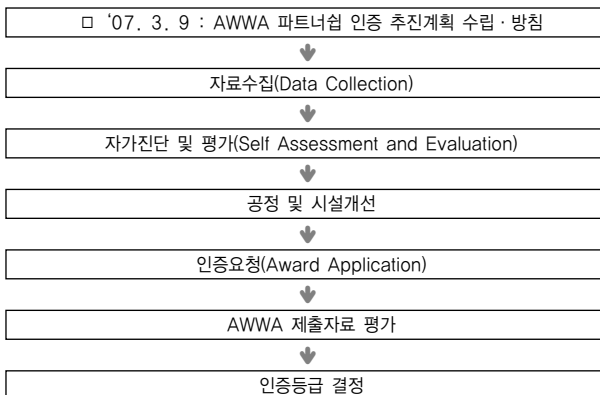 □ ‘07. 3. 9 : AWWA 파트너쉽 인증 추진계획 수립·방침
자료수집(Data Collection)
자가진단 및 평가(Self Assessment and Evaluation)
공정 및 시설개선
인증요청(Award Application)
AWWA 제출자료 평가
인증등급 결정